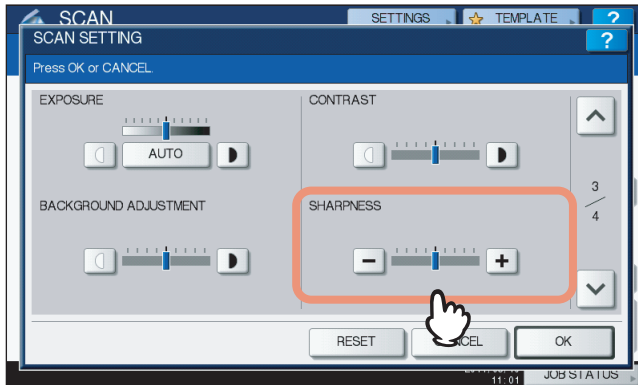 SCAN
SETTINGS
TEMPLATE
?
SCAN SETTING
?
Press OK or CANCEL.
EXPOSURE
CONTRAST
AUTO
3
4
BACKGROUND ADJUSTMENT
SHARPNESS
RESET
OK
11:01
JOB STATUS